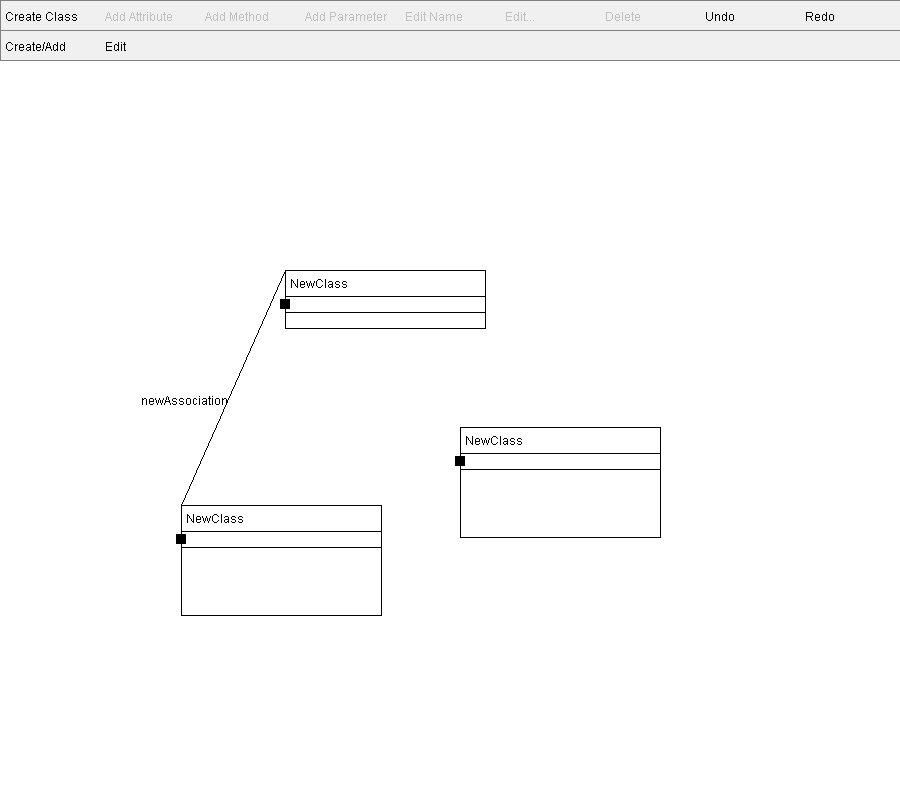 Create Class Add Attribute Add Method Add Parameter Edit Name Edit... Delete Undo Redo
Create/Add Edit
NewClass
newAssociation
NewClass
NewClass